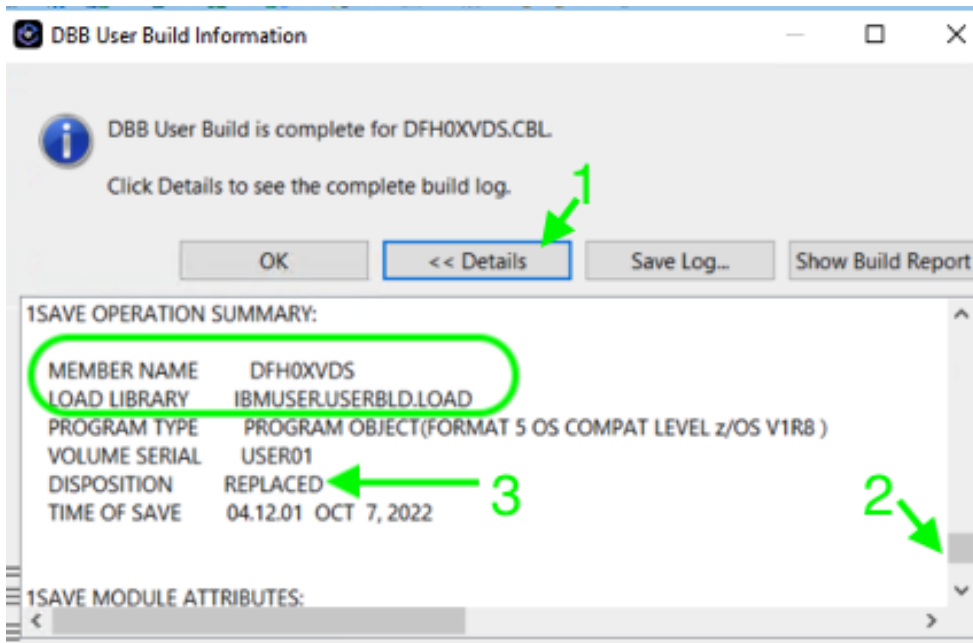 DBB User Build Information
DBB User Build is complete for DFH0XVDS.CBL.
Click Details to see the complete build log.
1
OK << Details Save Log... Show Build Report
1SAVE OPERATION SUMMARY:
MEMBER NAME DFH0XVDS
LOAD LIBRARY IBMUSER.USERBLD.LOAD
PROGRAM TYPE PROGRAM OBJECT(FORMAT 5 OS COMPAT LEVEL z/OS V1R8 )
VOLUME SERIAL USER01
DISPOSITION REPLACED 3
TIME OF SAVE 04.12.01 OCT 7, 2022
2
1SAVE MODULE ATTRIBUTES: